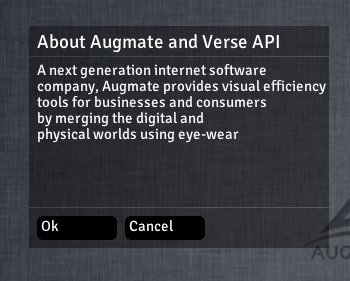 About Augmate and Verse API
A next generation internet software
company, Augmate provides visual efficiency
tools for businesses and consumers
by merging the digital and
physical worlds using eye-wear
Ok
Cancel